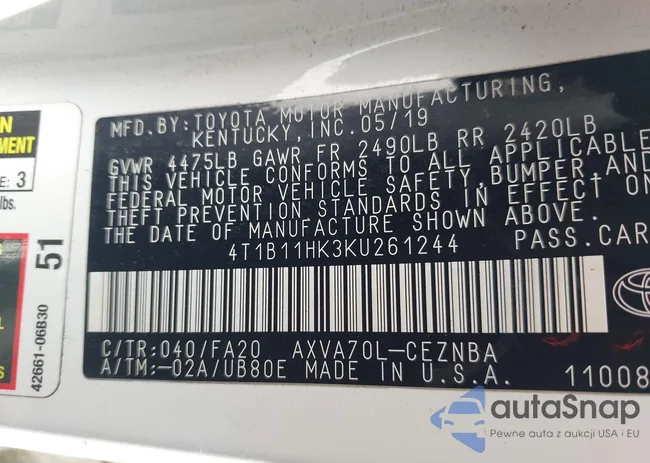 N
EMENT
E: 3
lbs.
51
42661-06B30
MFD.BY:TOYOTA MOTOR MANUFACTURING,
KENTUCKY,INC.05/19
GVWR 4475LB GAWR FR 2490LB RR 2420LB
THIS VEHICLE CONFORMS TO ALL APPLICABLE
FEDERAL MOTOR VEHICLE SAFETY,BUMPER,AND
THEFT PREVENTION STANDARDS IN EFFECT ON
THE DATE OF MANUFACTURE SHOWN ABOVE.
4T1B11HK3KU261244 PASS.CAR
C/TR:040/FA20 AXVA70L-CEZNBA
A/TM:-02A/UB80E MADE IN U.S.A. 11008
autaSnap
Pewne auta z aukcji USA i EU